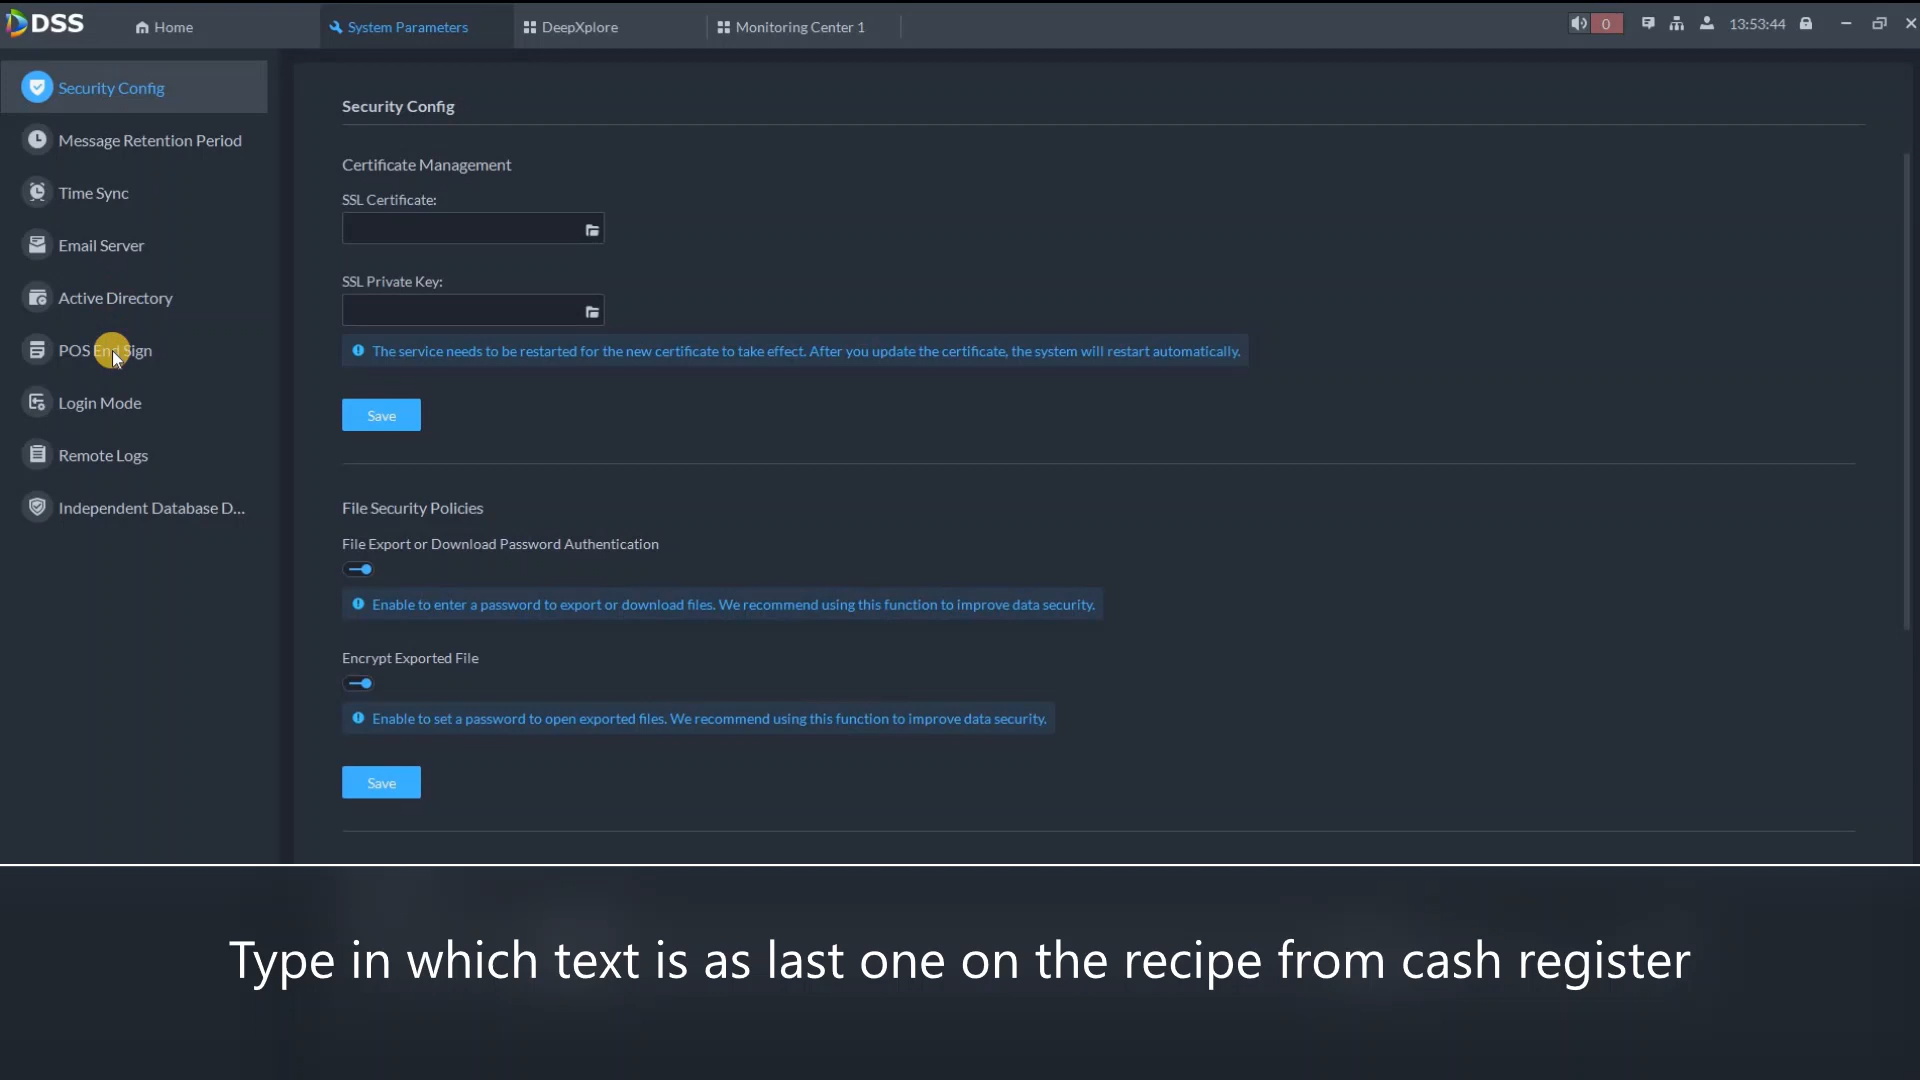 DSS
Home
System Parameters
DeepXplore
Monitoring Center 1
0
13:53:44
Security Config
Message Retention Period
Time Sync
Email Server
Active Directory
POS End Sign
Login Mode
Remote Logs
Independent Database D...
Security Config
Certificate Management
SSL Certificate:
SSL Private Key:
The service needs to be restarted for the new certificate to take effect. After you update the certificate, the system will restart automatically.
Save
File Security Policies
File Export or Download Password Authentication
Enable to enter a password to export or download files. We recommend using this function to improve data security.
Encrypt Exported File
Enable to set a password to open exported files. We recommend using this function to improve data security.
Save
Type in which text is as last one on the recipe from cash register